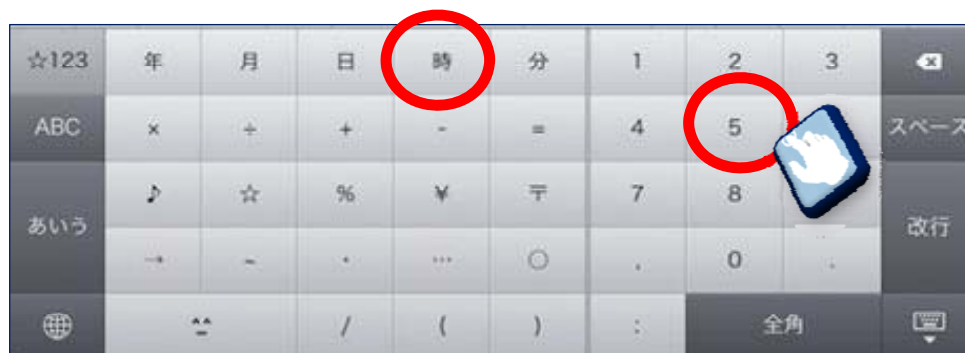 ☆123 年 月 日 時 分 1 2 3
ABC × ÷ + - = 4 5 スペース
♪ ☆ % ¥ 〒 7 8
あいう 改行
→ ~ ・ … ○ , 0 .
^_^ / ( ) : 全角